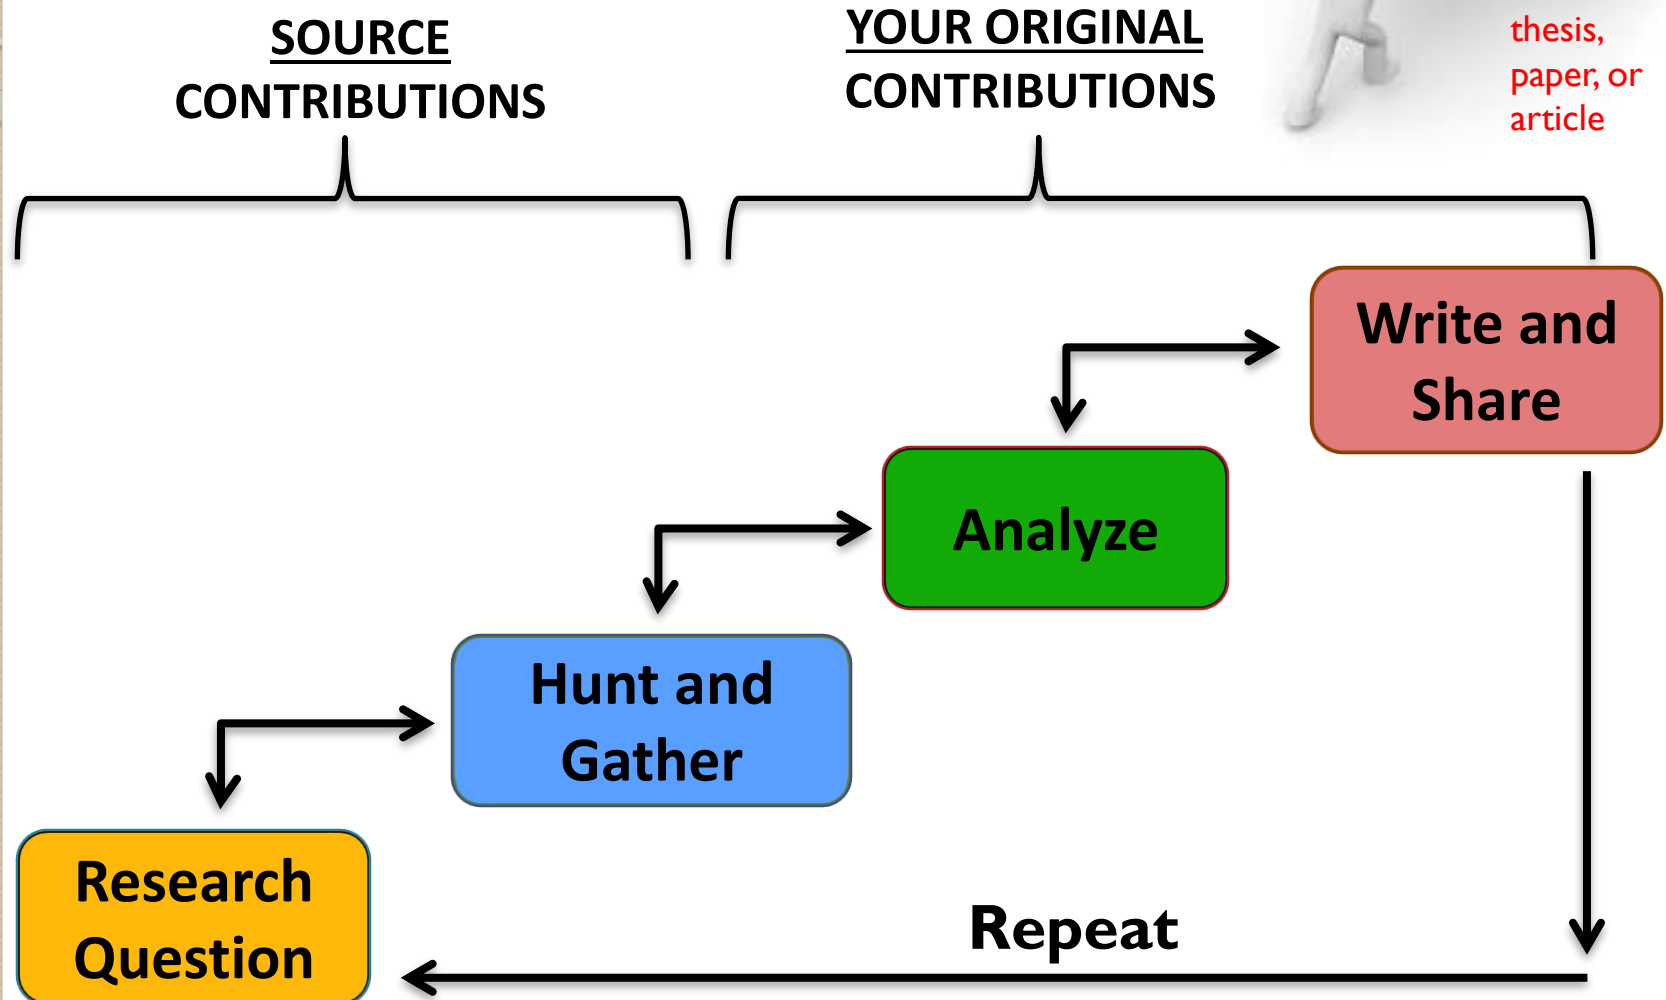 SOURCE
CONTRIBUTIONS
YOUR ORIGINAL
CONTRIBUTIONS
thesis,
paper, or
article
Write and
Share
Analyze
Hunt and
Gather
Research
Question
Repeat